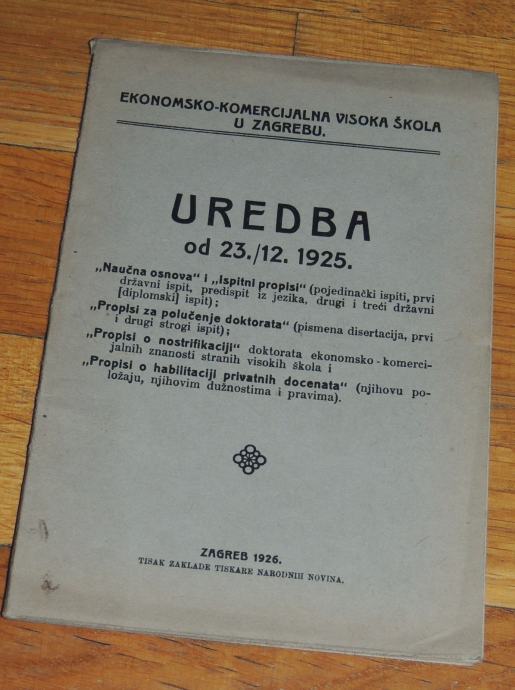 EKONOMSKO-KOMERCIJALNA VISOKA ŠKOLA
U ZAGREBU.
UREDBA
od 23./12. 1925.
„Naučna osnova“ i „Ispitni propisi“ (pojedinački ispiti, prvi
državni ispit, predispit iz jezika, drugi i treći državni
[diplomski] ispit);
„Propisi za polučenje doktorata“ (pismena disertacija, prvi
i drugi strogi ispit);
„Propisi o nostrifikaciji“ doktorata ekonomsko-komerci-
jalnih znanosti stranih visokih škola i
„Propisi o habilitaciji privatnih docenata“ (njihovu po-
ložaju, njihovim dužnostima i pravima).
ZAGREB 1926.
TISAK ZAKLADE TISKARE NARODNIH NOVINA.